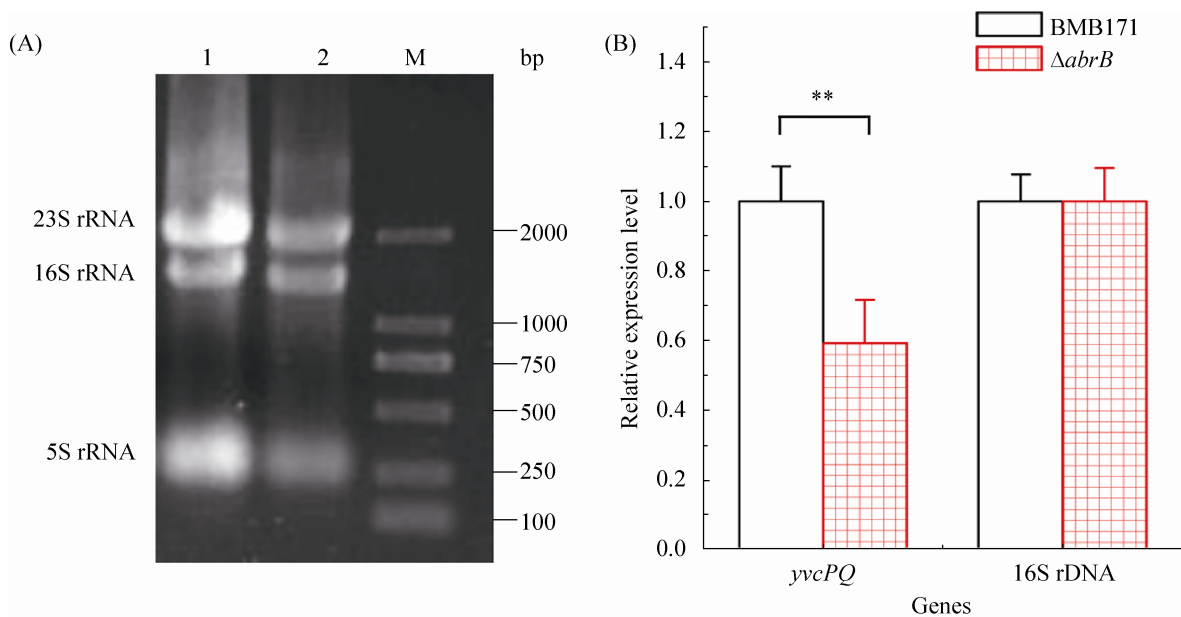 (A)
1 2 M bp
23S rRNA
16S rRNA
5S rRNA
2000
1000
750
500
250
100
(B)
BMB171
ΔabrB
**
Relative expression level
1.4
1.2
1.0
0.8
0.6
0.4
0.2
0.0
yvcPQ 16S rDNA
Genes